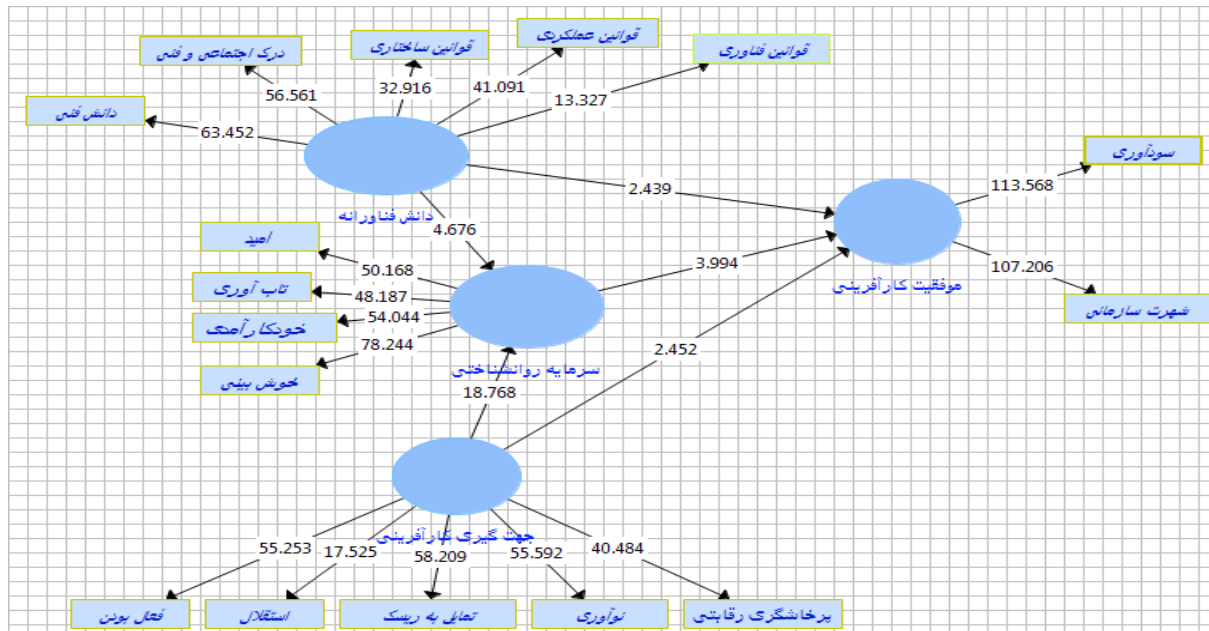 قوانین عملکردی
قوانین فناوری
قوانین ساختاری
درک اجتماعی و فنی
41.091
32.916
13.327
56.561
دانش فنی
63.452
سودآوری
113.568
2.439
دانش فناورانه
4.676
امید
50.168
3.994
107.206
موفقیت کارآفرینی
تاب آوری
48.187
شهرت سازمانی
54.044
خودکارآمدی
78.244
2.452
سرمایه روانشناختی
خوش بینی
18.768
جهت گیری کارآفرینی
55.253
17.525
58.209
55.592
40.484
پرخاشگری رقابتی
نوآوری
تمایل به ریسک
استقلال
فعال بودن